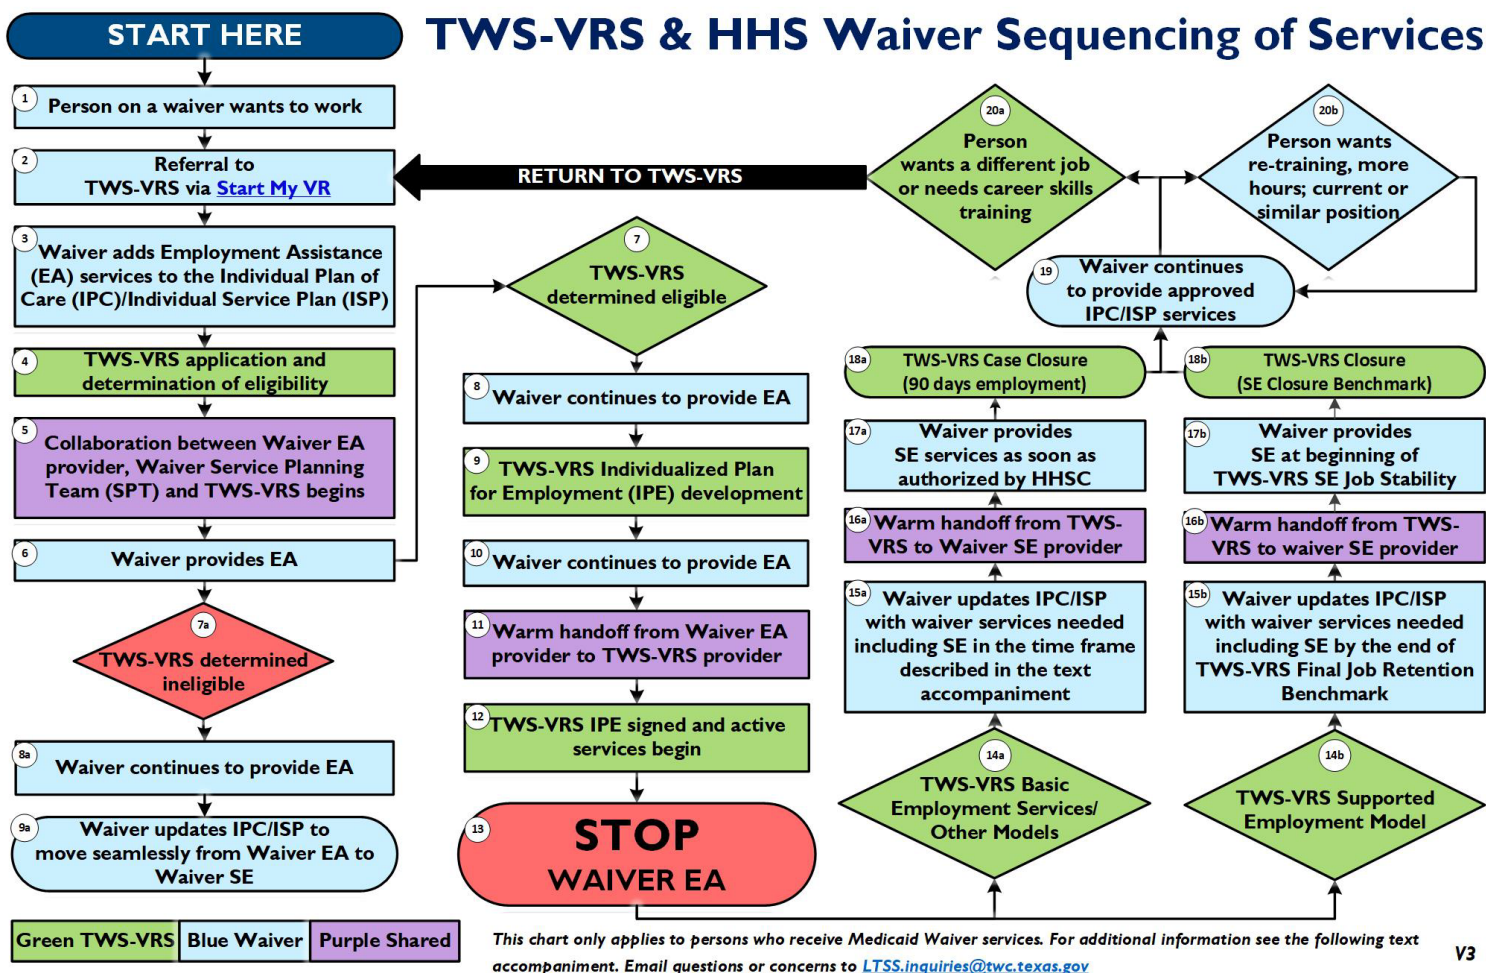 START HERE
TWS-VRS & HHS Waiver Sequencing of Services
1
Person on a waiver wants to work
2
Referral to
TWS-VRS via Start My VR
3
Waiver adds Employment Assistance
(EA) services to the Individual Plan of
Care (IPC)/Individual Service Plan (ISP)
4
TWS-VRS application and
determination of eligibility
5
Collaboration between Waiver EA
provider, Waiver Service Planning
Team (SPT) and TWS-VRS begins
6
Waiver provides EA
7a
TWS-VRS determined
ineligible
8a
Waiver continues to provide EA
9a
Waiver updates IPC/ISP to
move seamlessly from Waiver EA to
Waiver SE
7
TWS-VRS
determined eligible
8
Waiver continues to provide EA
9
TWS-VRS Individualized Plan
for Employment (IPE) development
10
Waiver continues to provide EA
11
Warm handoff from Waiver EA
provider to TWS-VRS provider
12
TWS-VRS IPE signed and active
services begin
13
STOP
WAIVER EA
14a
TWS-VRS Basic
Employment Services/
Other Models
15a
Waiver updates IPC/ISP
with waiver services needed
including SE in the time frame
described in the text
accompaniment
16a
Warm handoff from TWS-
VRS to Waiver SE provider
17a
Waiver provides
SE services as soon as
authorized by HHSC
18a
TWS-VRS Case Closure
(90 days employment)
14b
TWS-VRS Supported
Employment Model
15b
Waiver updates IPC/ISP
with waiver services needed
including SE by the end of
TWS-VRS Final Job Retention
Benchmark
16b
Warm handoff from TWS-
VRS to waiver SE provider
17b
Waiver provides
SE at beginning of
TWS-VRS SE Job Stability
18b
TWS-VRS Closure
(SE Closure Benchmark)
19
Waiver continues
to provide approved
IPC/ISP services
20a
Person
wants a different job
or needs career skills
training
20b
Person wants
re-training, more
hours; current or
similar position
RETURN TO TWS-VRS
Green TWS-VRS
Blue Waiver
Purple Shared
This chart only applies to persons who receive Medicaid Waiver services. For additional information see the following text
accompaniment. Email questions or concerns to LTSS.inquiries@twc.texas.gov
V3